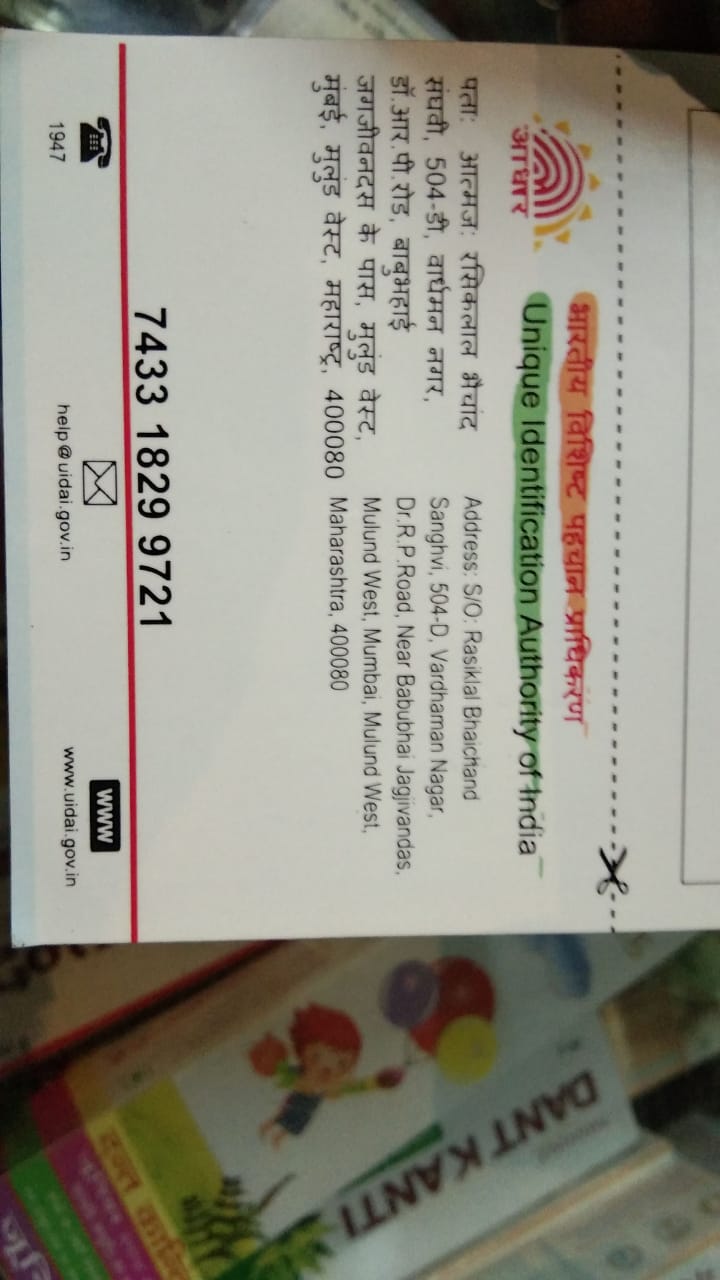 भारतीय विशिष्ट पहचान प्राधिकरण
Unique Identification Authority of India
आधार
पता: आत्मज: रसिकलाल भैचांद
संघवी, 504-डी, वार्धमन नगर,
डॉ.आर.पी.रोड, बाबुभहाई
जगजीवनदस के पास, मुलुंड वेस्ट,
मुंबई, मुलुंड वेस्ट, महाराष्ट्र, 400080
Address: S/O: Rasiklal Bhaichand
Sanghvi, 504-D, Vardhaman Nagar,
Dr.R.P.Road, Near Babubhai Jagjivandas,
Mulund West, Mumbai, Mulund West,
Maharashtra, 400080
7433 1829 9721
1947
help@uidai.gov.in
www
www.uidai.gov.in
DANT KANTI